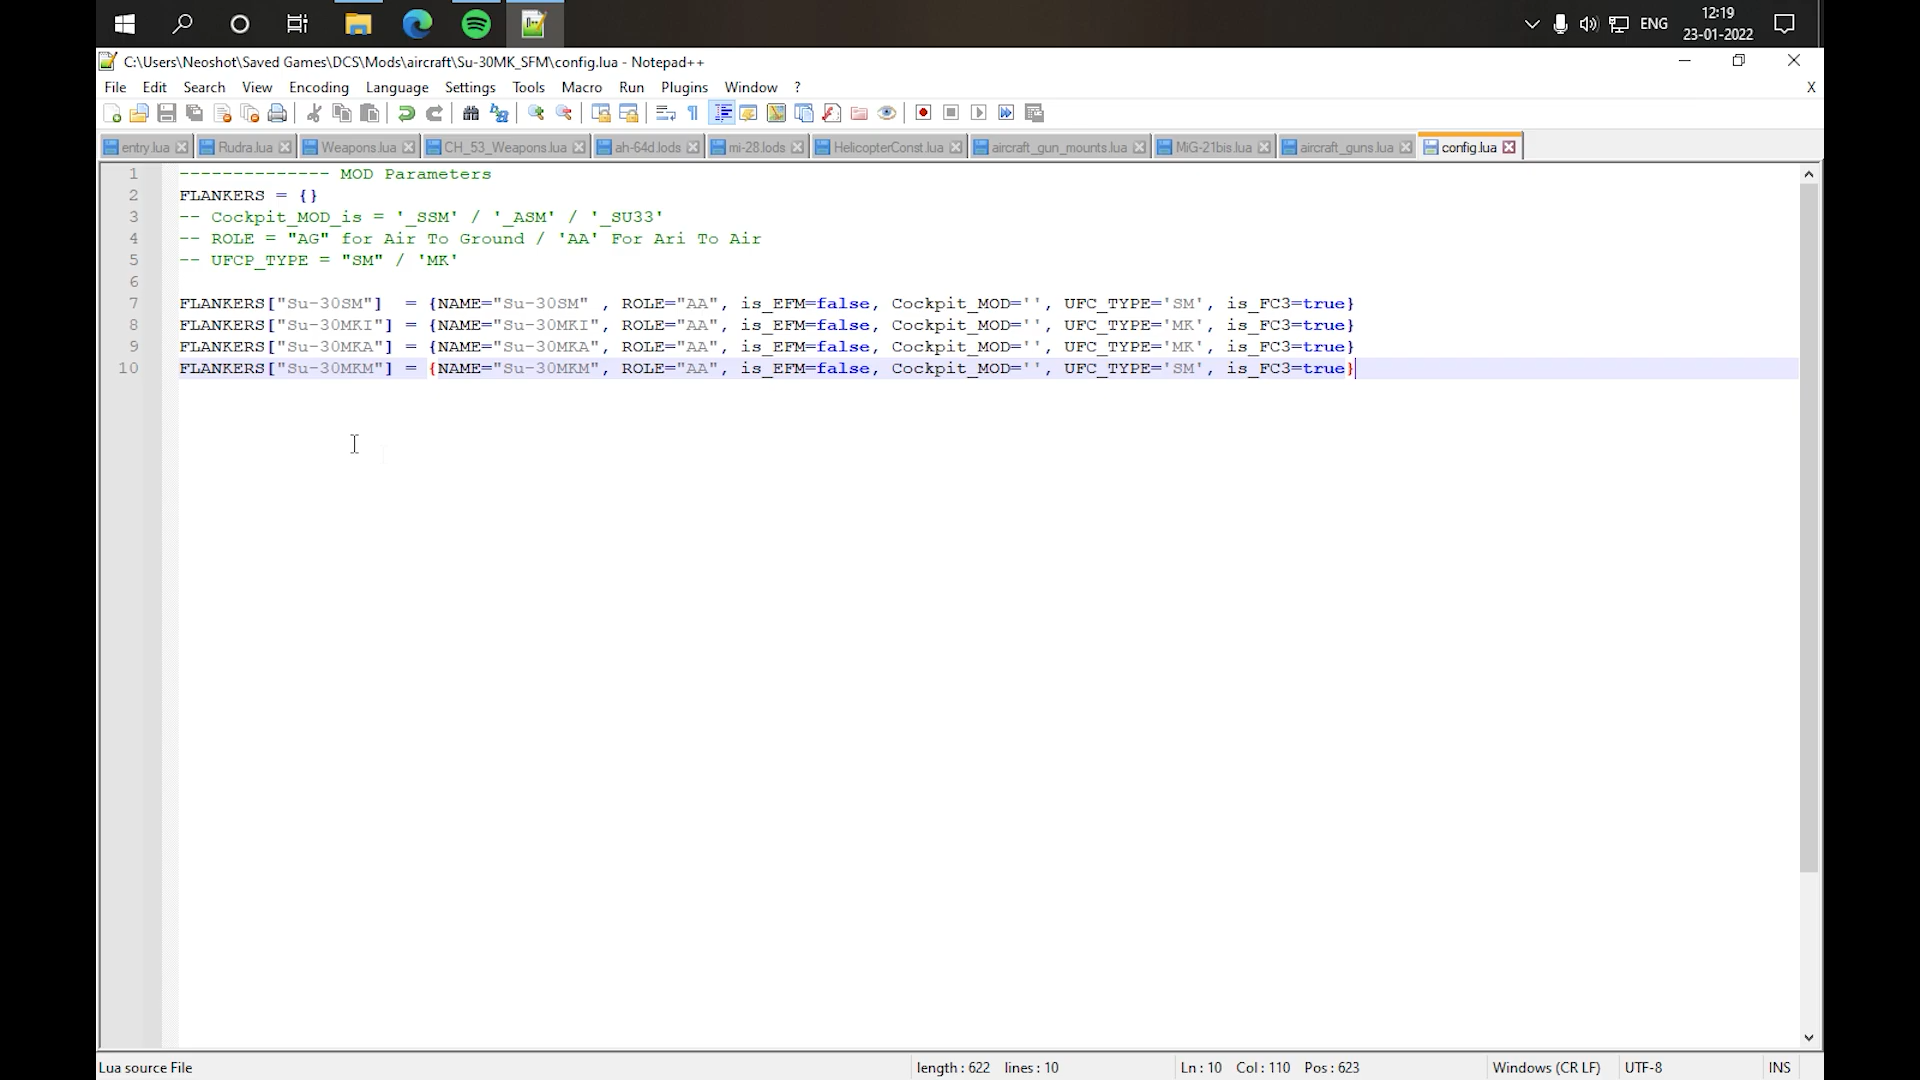 ENG
12:19
23-01-2022
C:\Users\Neoshot\Saved Games\DCS\Mods\aircraft\Su-30MK_SFM\config.lua - Notepad++
File Edit Search View Encoding Language Settings Tools Macro Run Plugins Window ? X
entry.lua Rudra.lua Weapons.lua CH_53_Weapons.lua ah-64d.lods mi-28.lods HelicopterConst.lua aircraft_gun_mounts.lua MiG-21bis.lua aircraft_guns.lua config.lua
1 -------------- MOD Parameters
2 FLANKERS = {}
3 -- Cockpit_MOD_is = '_SSM' / '_ASM' / '_SU33'
4 -- ROLE = "AG" for Air To Ground / 'AA' For Ari To Air
5 -- UFCP_TYPE = "SM" / 'MK'
6
7 FLANKERS["Su-30SM"]  = {NAME="Su-30SM" , ROLE="AA", is_EFM=false, Cockpit_MOD='', UFC_TYPE='SM', is_FC3=true}
8 FLANKERS["Su-30MKI"] = {NAME="Su-30MKI", ROLE="AA", is_EFM=false, Cockpit_MOD='', UFC_TYPE='MK', is_FC3=true}
9 FLANKERS["Su-30MKA"] = {NAME="Su-30MKA", ROLE="AA", is_EFM=false, Cockpit_MOD='', UFC_TYPE='MK', is_FC3=true}
10 FLANKERS["Su-30MKM"] = {NAME="Su-30MKM", ROLE="AA", is_EFM=false, Cockpit_MOD='', UFC_TYPE='SM', is_FC3=true}
Lua source File length : 622 lines : 10 Ln : 10 Col : 110 Pos : 623 Windows (CR LF) UTF-8 INS